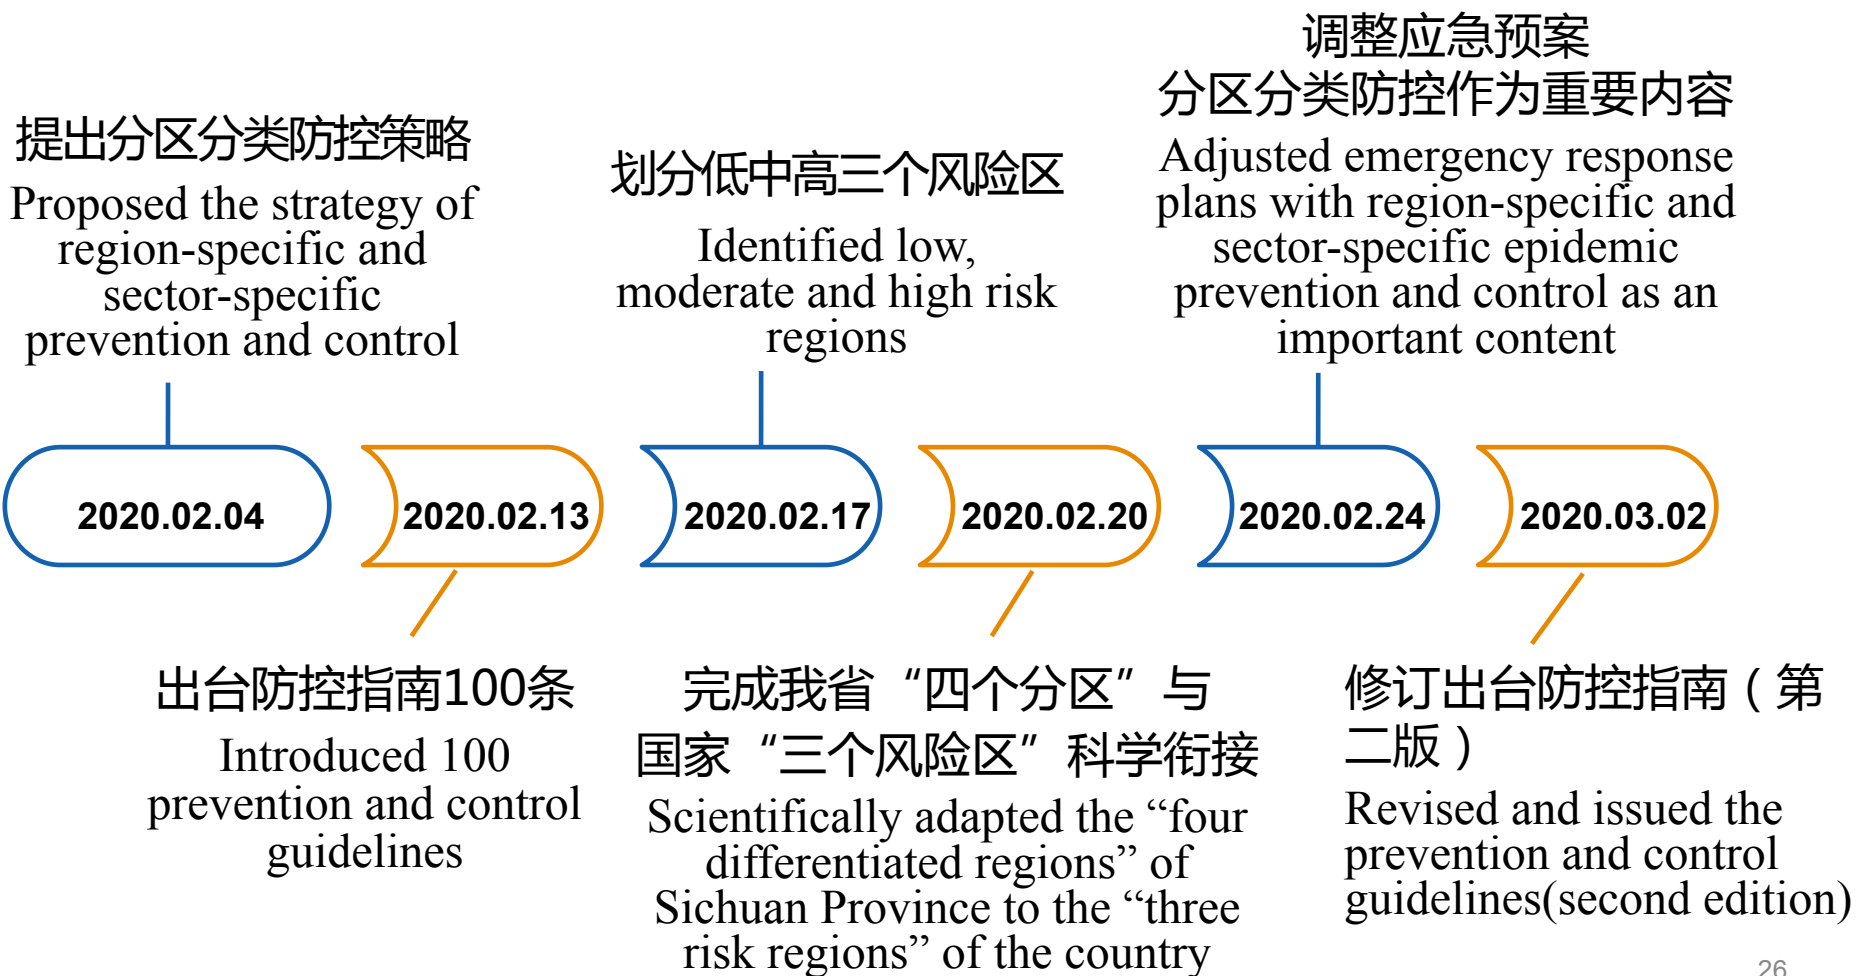 提出分区分类防控策略
Proposed the strategy of
region-specific and
sector-specific
prevention and control
划分低中高三个风险区
Identified low,
moderate and high risk
regions
调整应急预案
分区分类防控作为重要内容
Adjusted emergency response
plans with region-specific and
sector-specific epidemic
prevention and control as an
important content
2020.02.04
2020.02.13
2020.02.17
2020.02.20
2020.02.24
2020.03.02
出台防控指南100条
Introduced 100
prevention and control
guidelines
完成我省“四个分区”与
国家“三个风险区”科学衔接
Scientifically adapted the “four
differentiated regions” of
Sichuan Province to the “three
risk regions” of the country
修订出台防控指南（第
二版）
Revised and issued the
prevention and control
guidelines(second edition)
26